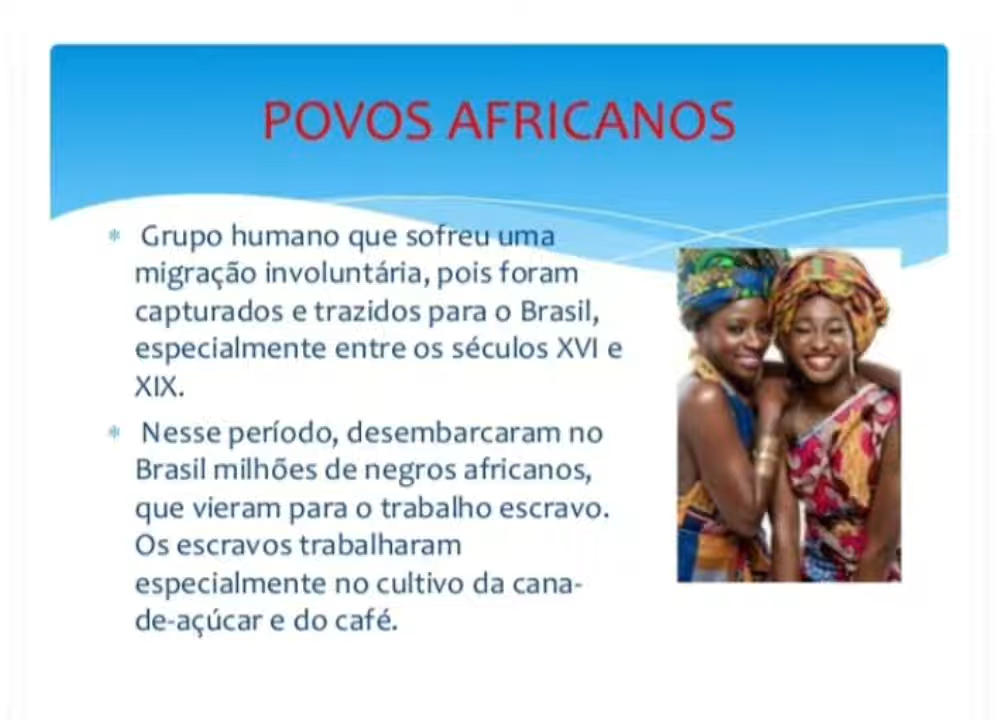 POVOS AFRICANOS
Grupo humano que sofreu uma
migração involuntária, pois foram
capturados e trazidos para o Brasil,
especialmente entre os séculos XVI e
XIX.
Nesse período, desembarcaram no
Brasil milhões de negros africanos,
que vieram para o trabalho escravo.
Os escravos trabalharam
especialmente no cultivo da cana-
de-açúcar e do café.